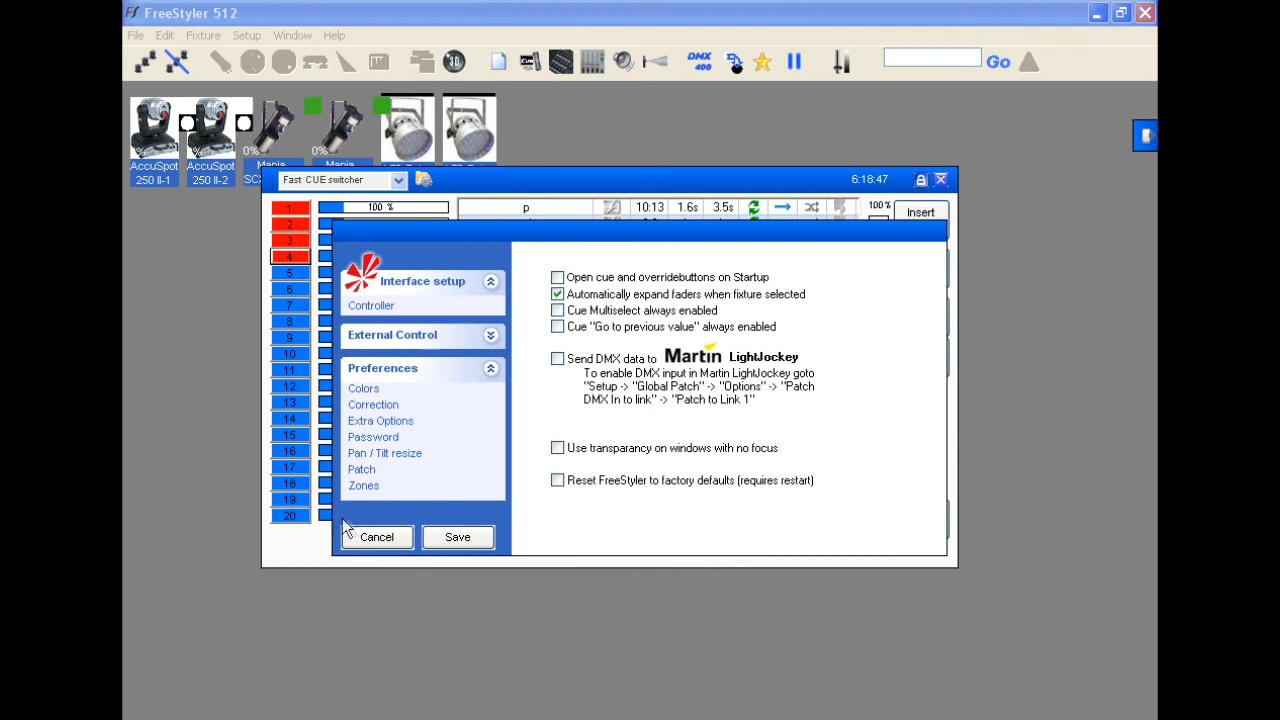 FreeStyler 512
File Edit Fixture Setup Window Help
DMX 400 Go
0% 0%
AccuSpot 250 II-1
AccuSpot 250 II-2
Fast CUE switcher 6:18:47
1 100 % p 10:13 1.6s 3.5s 100 % Insert
2
3
4
5
6
7
8
9
10
11
12
13
14
15
16
17
18
19
20
Interface setup
Controller
External Control
Preferences
Colors
Correction
Extra Options
Password
Pan / Tilt resize
Patch
Zones
Cancel Save
Open cue and overridebuttons on Startup
Automatically expand faders when fixture selected
Cue Multiselect always enabled
Cue "Go to previous value" always enabled
Send DMX data to Martin LightJockey
To enable DMX input in Martin LightJockey goto
"Setup -> "Global Patch" -> "Options" -> "Patch
DMX In to link" -> "Patch to Link 1"
Use transparancy on windows with no focus
Reset FreeStyler to factory defaults (requires restart)